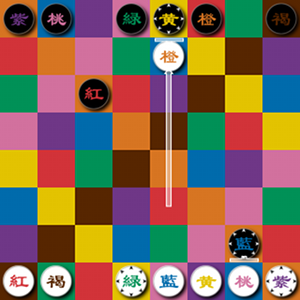 紫 桃 緑 黄 橙 褐
橙
紅
藍
紅 褐 緑 藍 黄 桃 紫